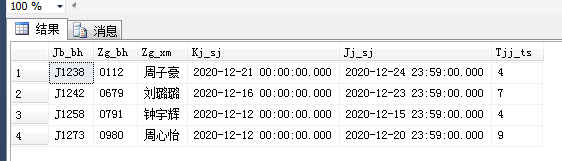 100 %
结果 消息
Jb_bh Zg_bh Zg_xm Kj_sj Jj_sj Tjj_ts
1 J1238 0112 周子豪 2020-12-21 00:00:00.000 2020-12-24 23:59:00.000 4
2 J1242 0679 刘璐璐 2020-12-16 00:00:00.000 2020-12-23 23:59:00.000 7
3 J1258 0791 钟宇辉 2020-12-12 00:00:00.000 2020-12-15 23:59:00.000 4
4 J1273 0980 周心怡 2020-12-12 00:00:00.000 2020-12-20 23:59:00.000 9